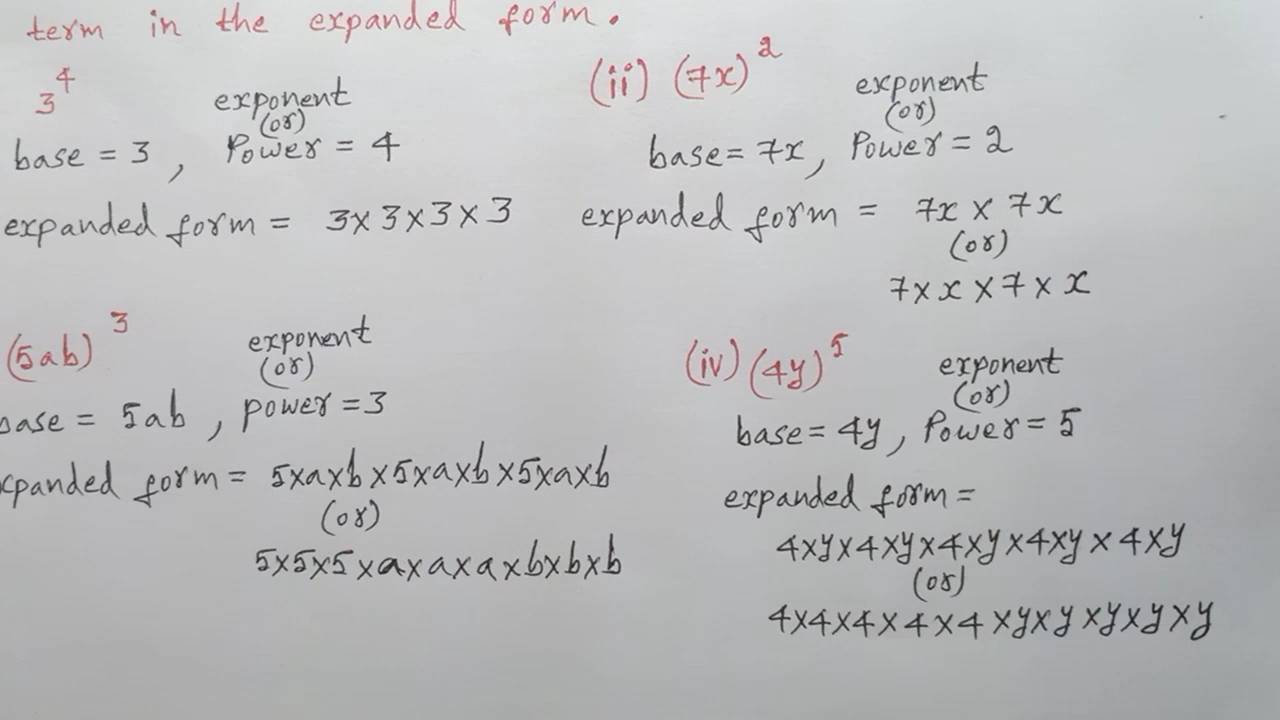 term in the expanded form.
3⁴
exponent
(or)
base = 3 , Power = 4
expanded form = 3×3×3×3
(ii) (7x)²
exponent
(or)
base = 7x, Power = 2
expanded form = 7x × 7x
(or)
7×x×7×x
(5ab)³
exponent
(or)
base = 5ab , power = 3
expanded form = 5×a×b×5×a×b×5×a×b
(or)
5×5×5×a×a×a×b×b×b
(iv) (4y)⁵
exponent
(or)
base = 4y , Power = 5
expanded form =
4×y×4×y×4×y×4×y×4×y
(or)
4×4×4×4×4×y×y×y×y×y